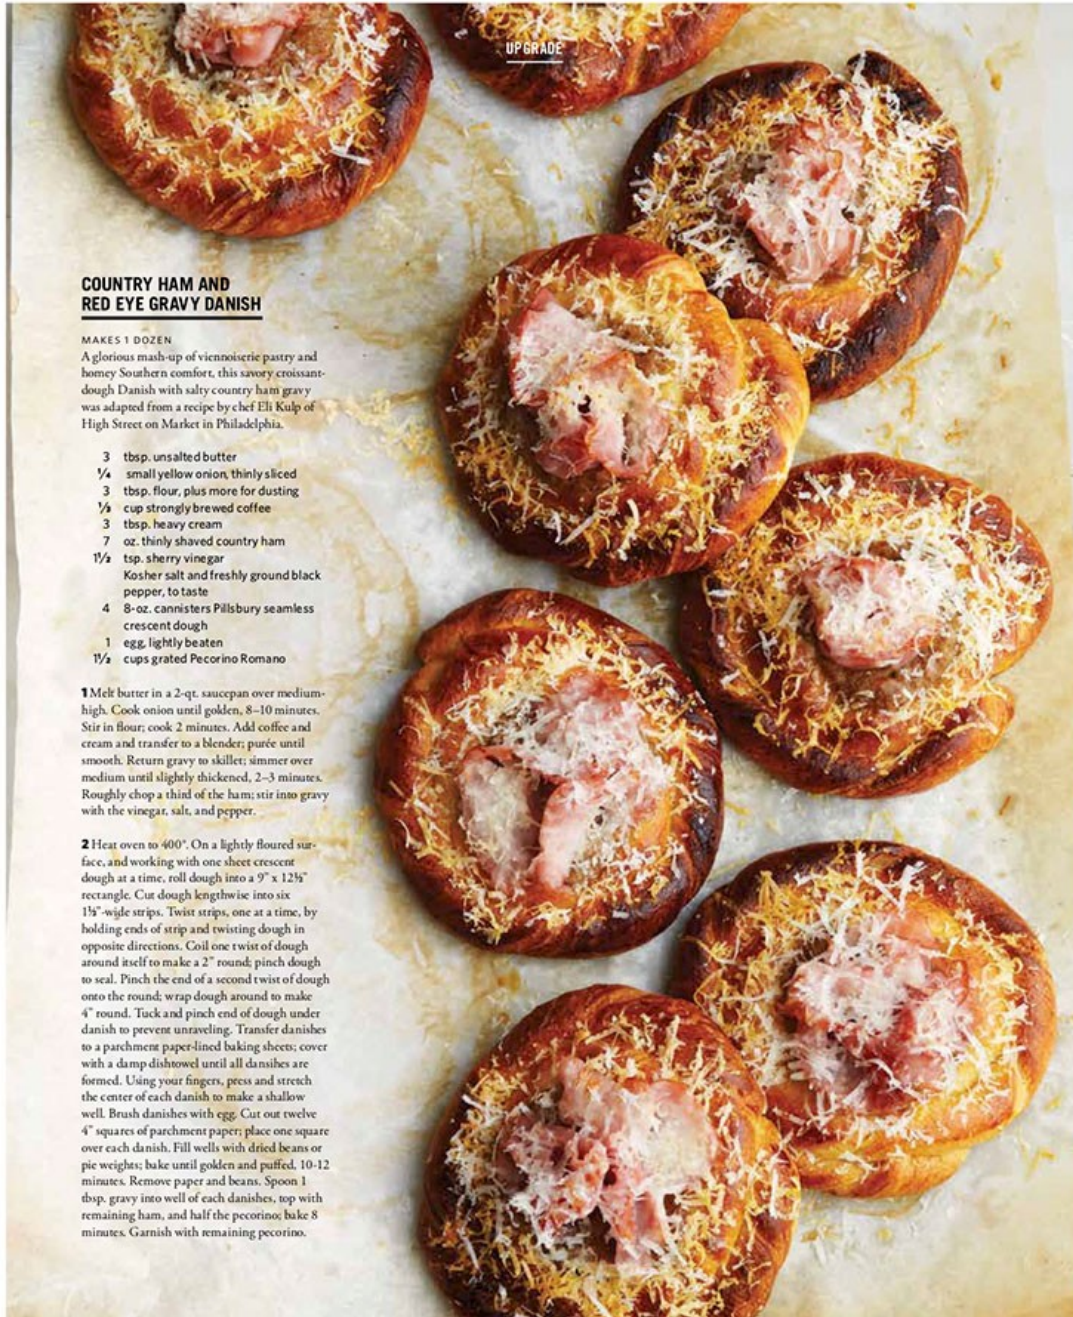 UPGRADE
COUNTRY HAM AND
RED EYE GRAVY DANISH
MAKES 1 DOZEN
A glorious mash-up of viennoiserie pastry and
homey Southern comfort, this savory croissant-
dough Danish with salty country ham gravy
was adapted from a recipe by chef Eli Kulp of
High Street on Market in Philadelphia.
3 tbsp. unsalted butter
¼ small yellow onion, thinly sliced
3 tbsp. flour, plus more for dusting
⅓ cup strongly brewed coffee
3 tbsp. heavy cream
7 oz. thinly shaved country ham
1½ tsp. sherry vinegar
Kosher salt and freshly ground black
pepper, to taste
4 8-oz. cannisters Pillsbury seamless
crescent dough
1 egg, lightly beaten
1½ cups grated Pecorino Romano
1 Melt butter in a 2-qt. saucepan over medium-
high. Cook onion until golden, 8–10 minutes.
Stir in flour; cook 2 minutes. Add coffee and
cream and transfer to a blender; purée until
smooth. Return gravy to skillet; simmer over
medium until slightly thickened, 2–3 minutes.
Roughly chop a third of the ham; stir into gravy
with the vinegar, salt, and pepper.
2 Heat oven to 400°. On a lightly floured sur-
face, and working with one sheet crescent
dough at a time, roll dough into a 9" x 12½"
rectangle. Cut dough lengthwise into six
1½"-wide strips. Twist strips, one at a time, by
holding ends of strip and twisting dough in
opposite directions. Coil one twist of dough
around itself to make a 2" round; pinch dough
to seal. Pinch the end of a second twist of dough
onto the round; wrap dough around to make
4" round. Tuck and pinch end of dough under
danish to prevent unraveling. Transfer danishes
to a parchment paper-lined baking sheets; cover
with a damp dishtowel until all dansihes are
formed. Using your fingers, press and stretch
the center of each danish to make a shallow
well. Brush danishes with egg. Cut out twelve
4" squares of parchment paper; place one square
over each danish. Fill wells with dried beans or
pie weights; bake until golden and puffed, 10-12
minutes. Remove paper and beans. Spoon 1
tbsp. gravy into well of each danishes, top with
remaining ham, and half the pecorino; bake 8
minutes. Garnish with remaining pecorino.